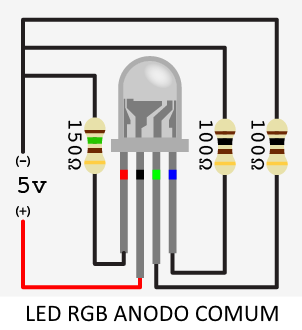 150Ω
100Ω
100Ω
(-)
5v
(+)
LED RGB ANODO COMUM